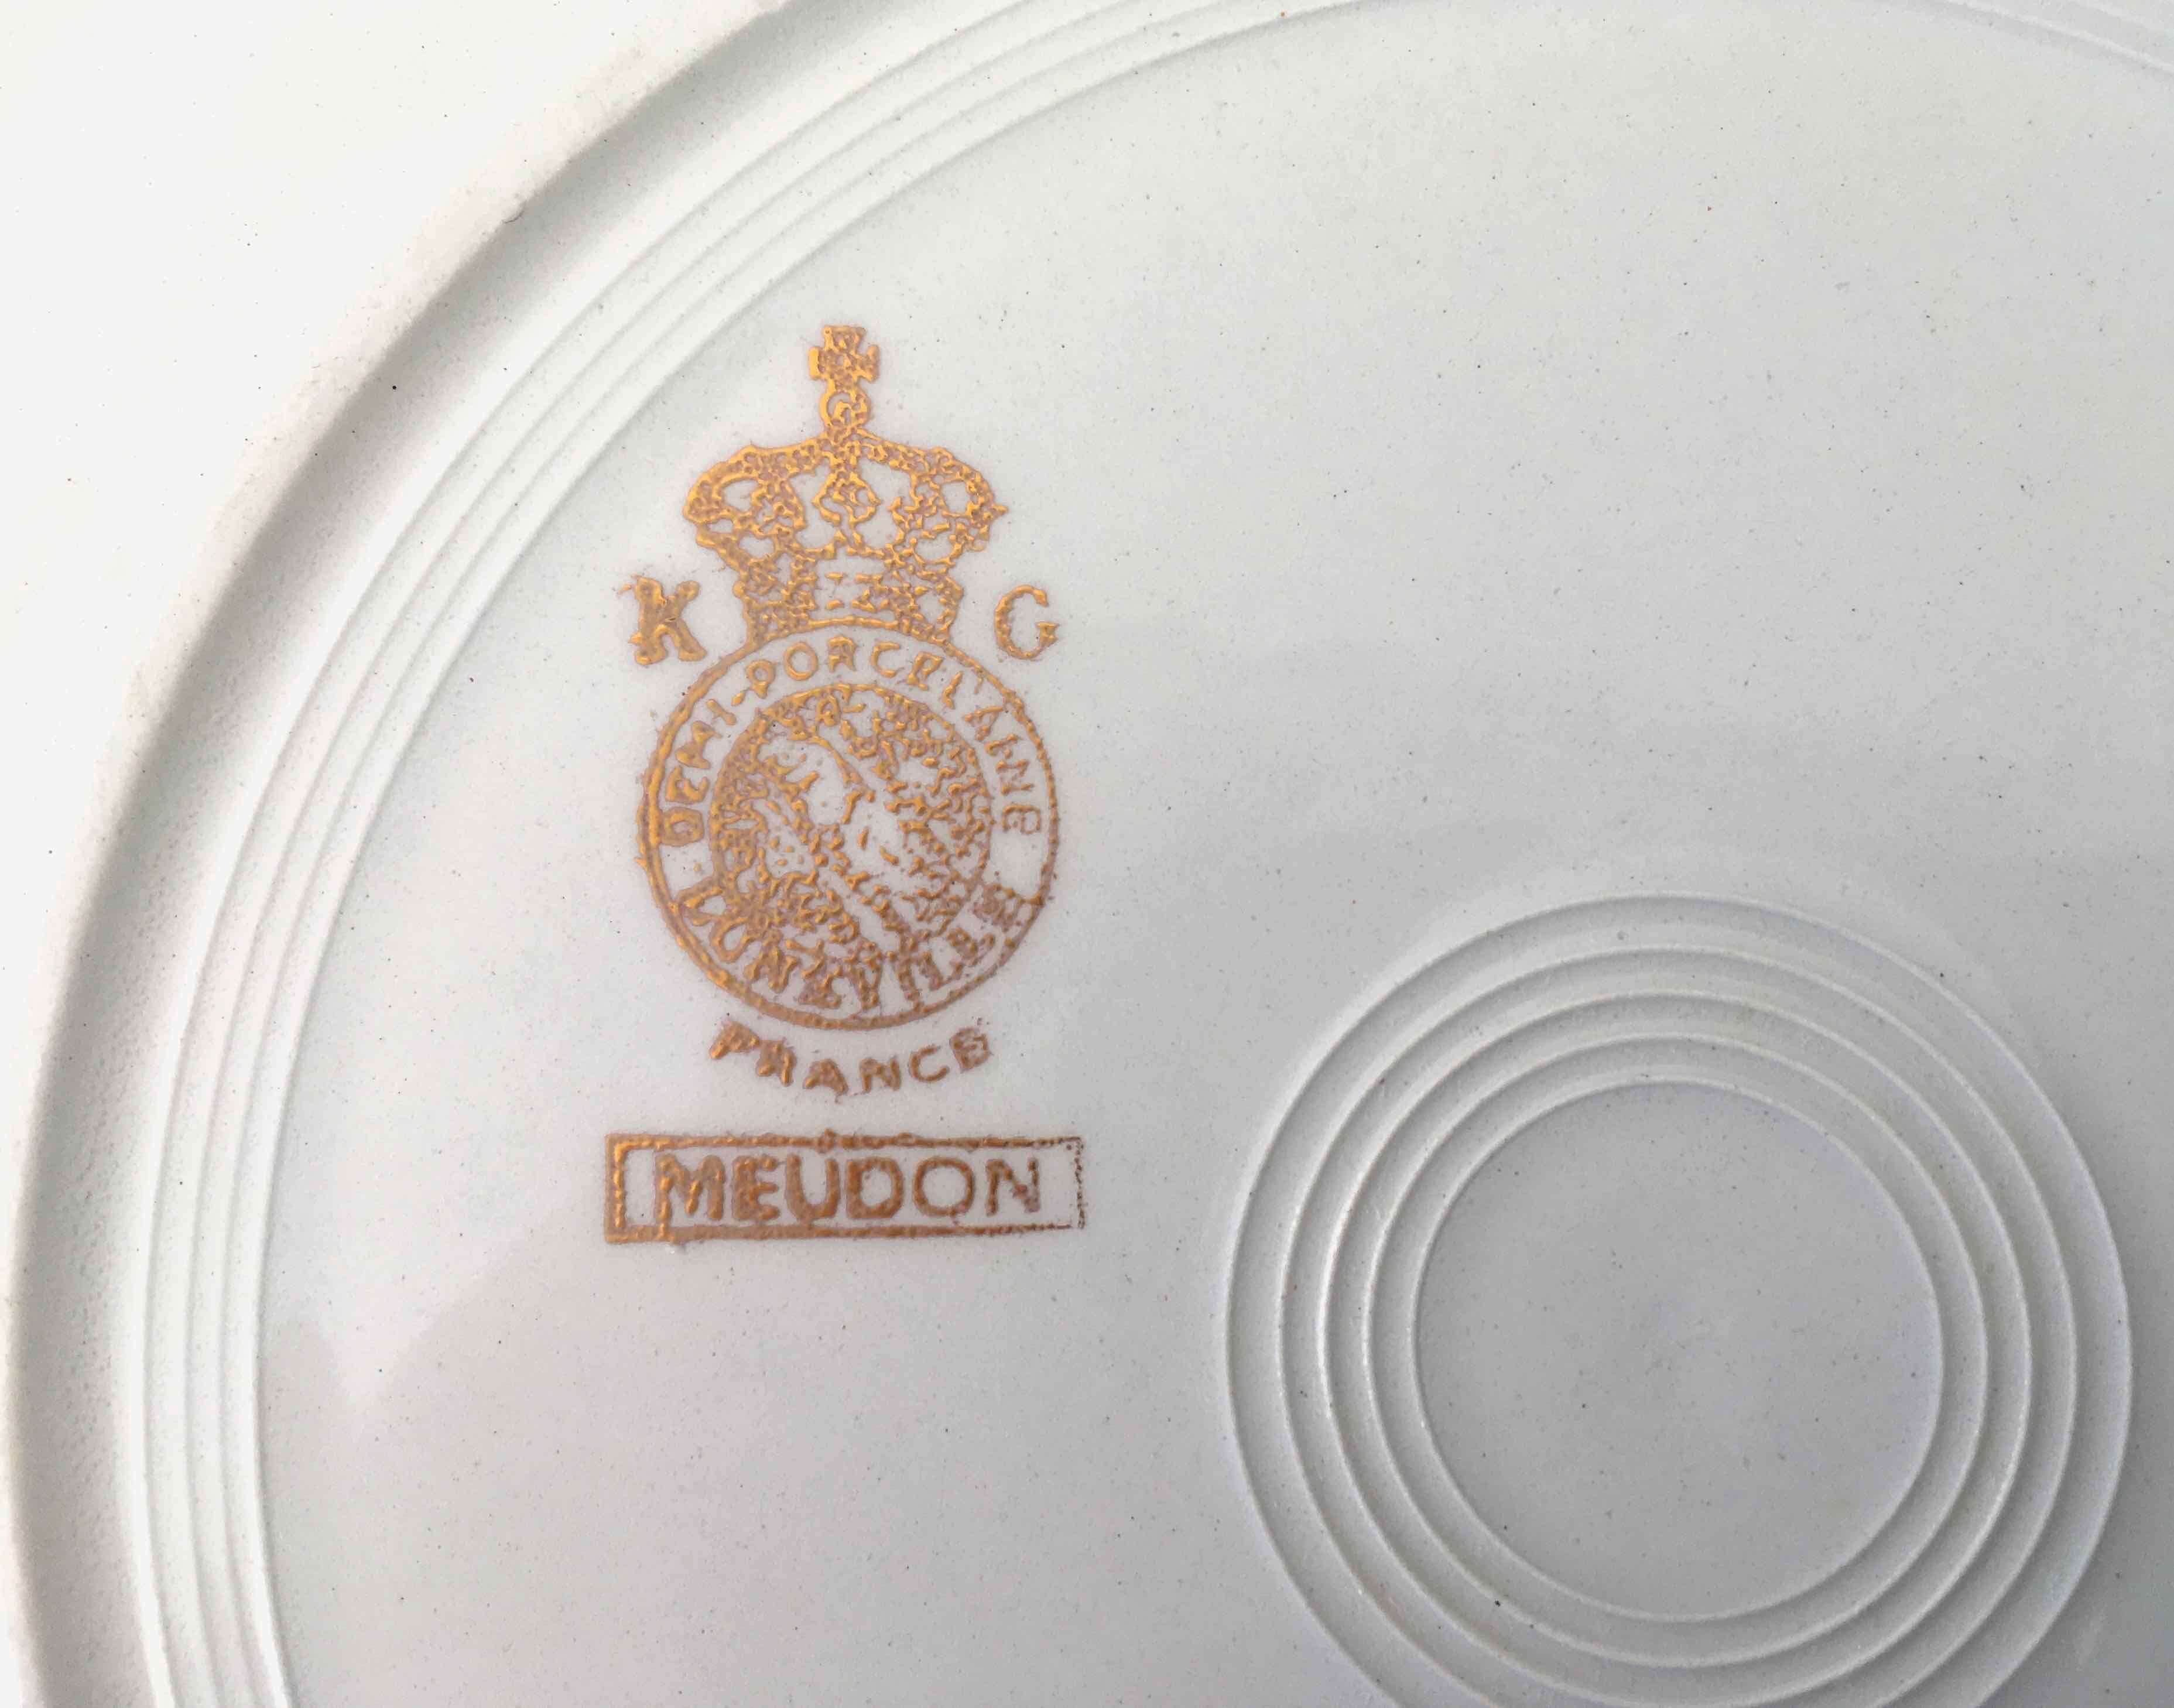 K G
DEMI-PORCELAINE
LUNEVILLE
FRANCE
MEUDON